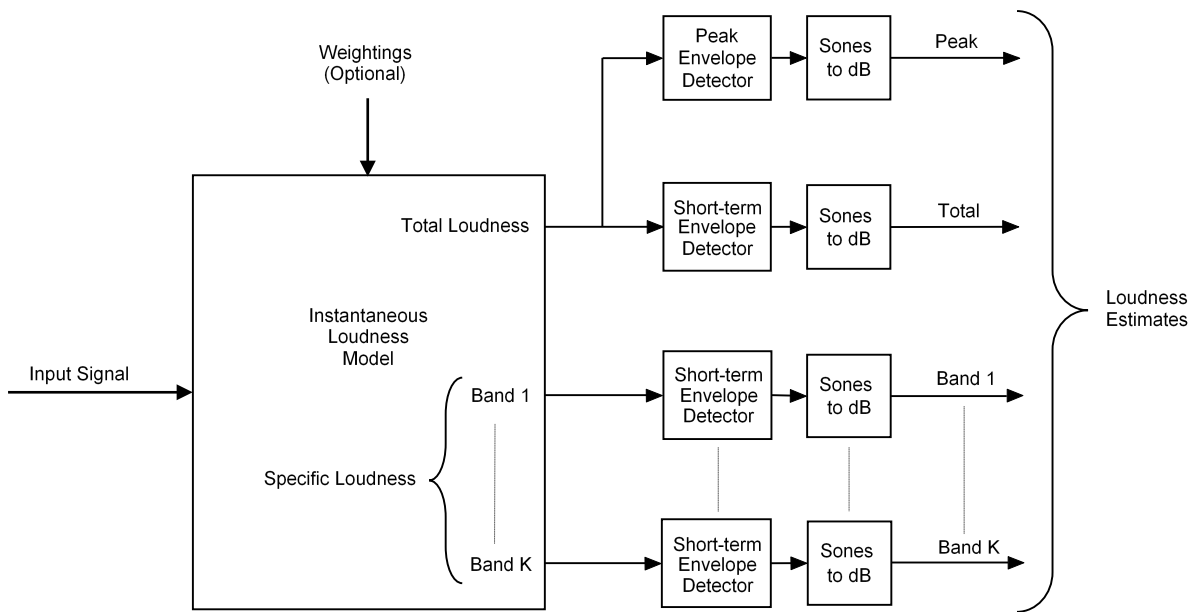 Weightings
(Optional)
Peak
Envelope
Detector
Sones
to dB
Peak
Total Loudness
Short-term
Envelope
Detector
Sones
to dB
Total
Instantaneous
Loudness
Model
Loudness
Estimates
Input Signal
Band 1
Short-term
Envelope
Detector
Sones
to dB
Band 1
Specific Loudness
Band K
Short-term
Envelope
Detector
Sones
to dB
Band K